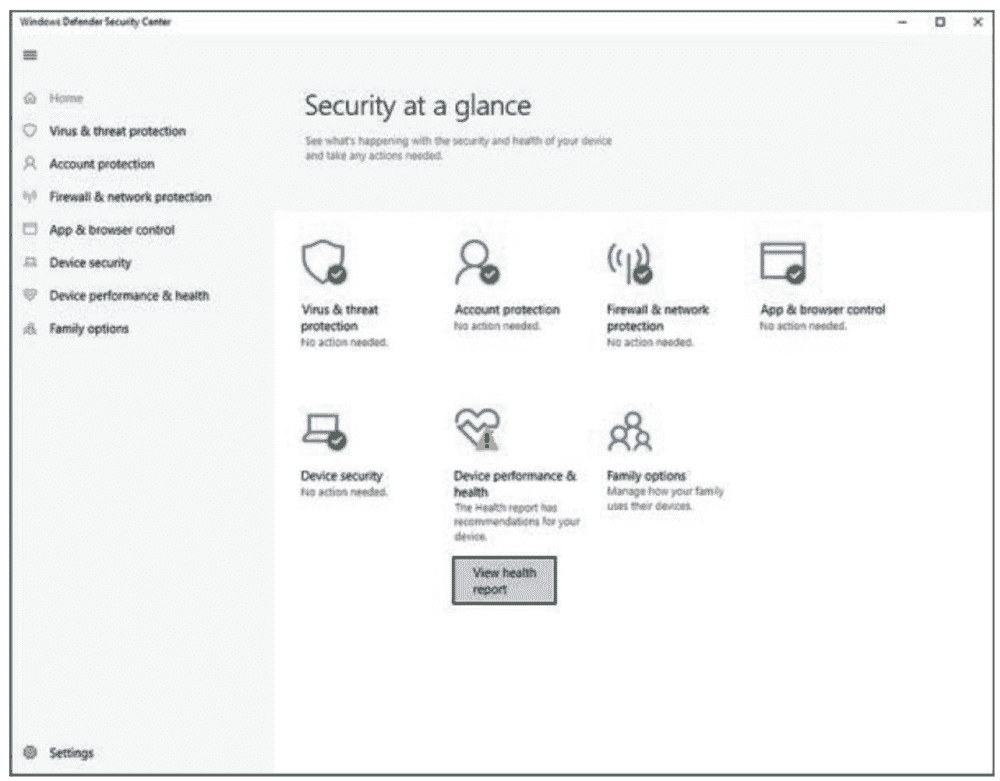 Windows Defender Security Center
Home
Virus & threat protection
Account protection
Firewall & network protection
App & browser control
Device security
Device performance & health
Family options
Settings
Security at a glance
See what's happening with the security and health of your device
and take any actions needed.
Virus & threat
protection
No action needed.
Account protection
No action needed.
Firewall & network
protection
No action needed.
App & browser control
No action needed.
Device security
No action needed.
Device performance &
health
The Health report has
recommendations for your
device.
View health
report
Family options
Manage how your family
uses their devices.